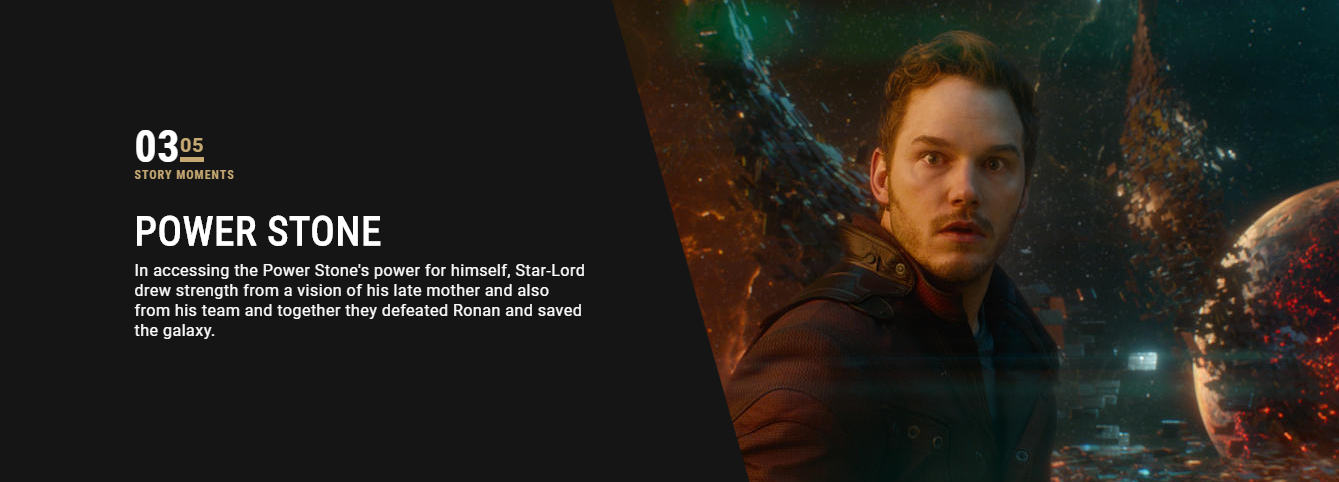 03 05
STORY MOMENTS
POWER STONE
In accessing the Power Stone's power for himself, Star-Lord
drew strength from a vision of his late mother and also
from his team and together they defeated Ronan and saved
the galaxy.